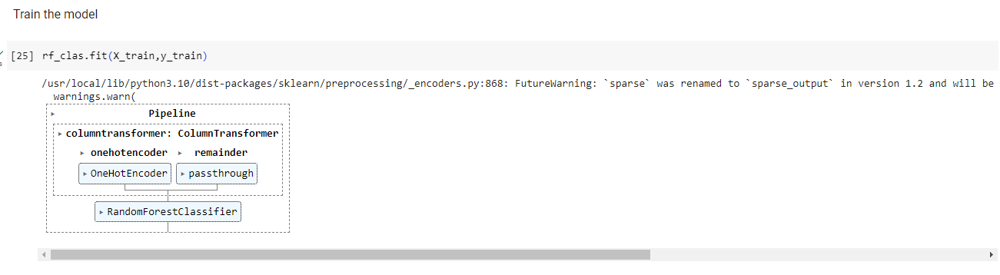 Train the model
[25] rf_clas.fit(X_train,y_train)
/usr/local/lib/python3.10/dist-packages/sklearn/preprocessing/_encoders.py:868: FutureWarning: `sparse` was renamed to `sparse_output` in version 1.2 and will be
warnings.warn(
Pipeline
columntransformer: ColumnTransformer
onehotencoder remainder
OneHotEncoder passthrough
RandomForestClassifier